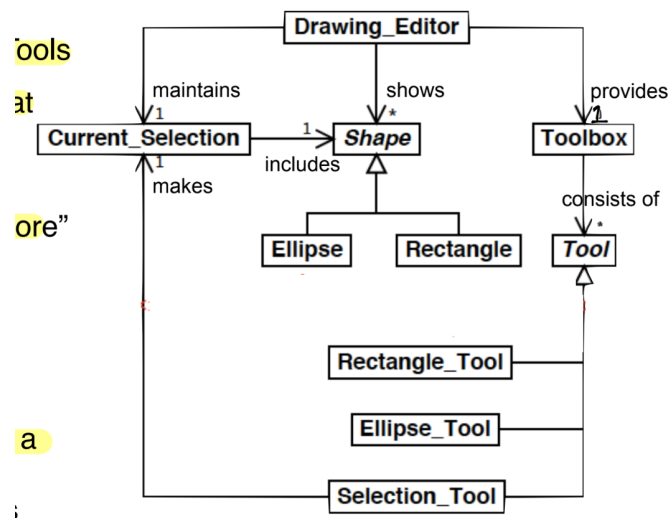 Drawing_Editor
ools
maintains
shows
provides
at
1
*
1
Current_Selection
1
Shape
Toolbox
1
includes
makes
consists of
*
ore”
Ellipse
Rectangle
Tool
Rectangle_Tool
Ellipse_Tool
a
Selection_Tool
s